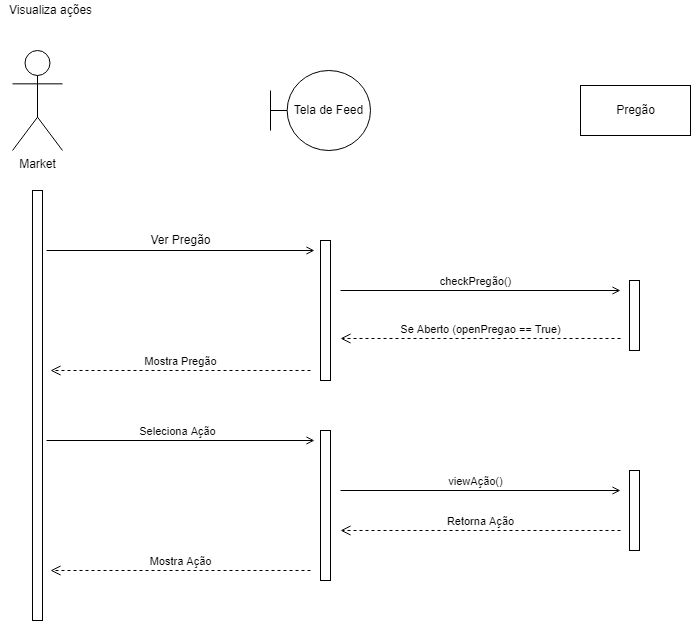 Visualiza ações
Tela de Feed
Pregão
Market
Ver Pregão
checkPregão()
Se Aberto (openPregao == True)
Mostra Pregão
Seleciona Ação
viewAção()
Retorna Ação
Mostra Ação